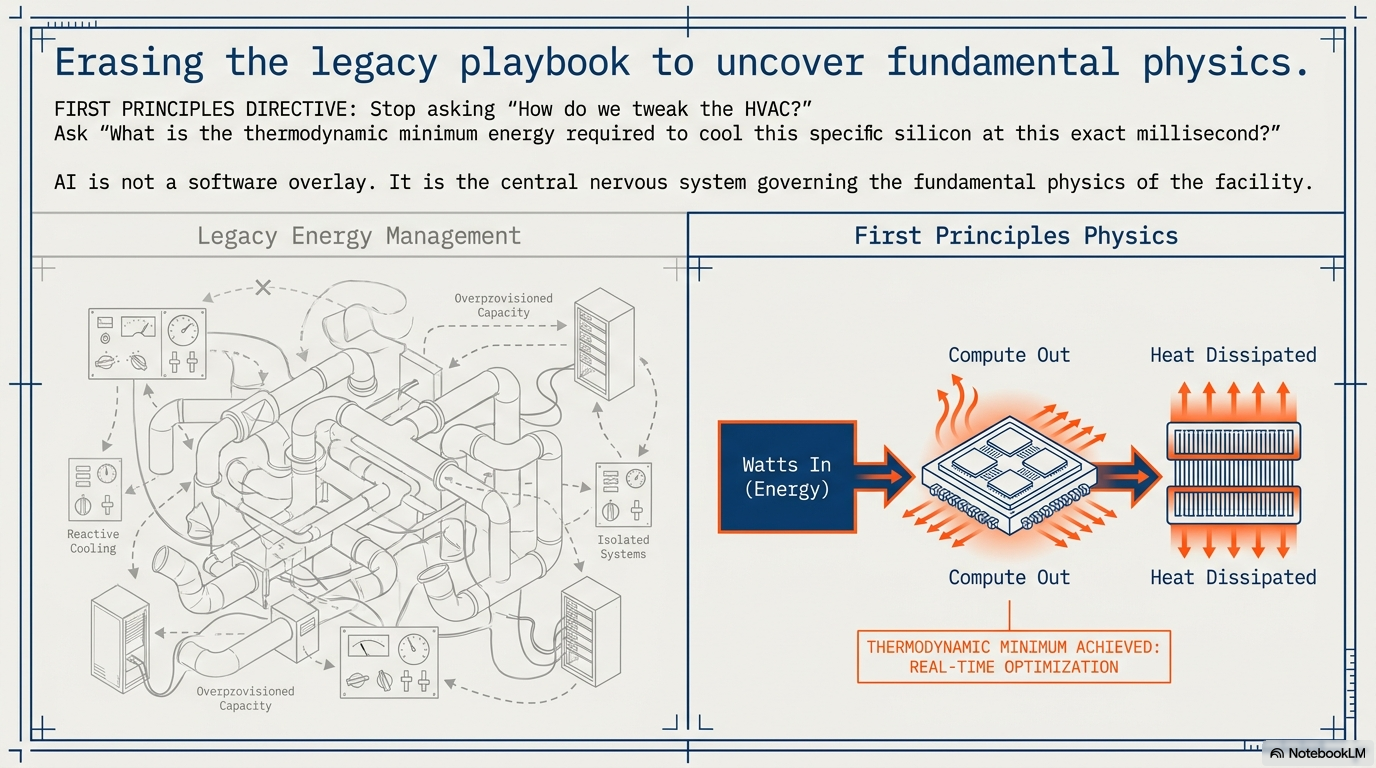 Erasing the legacy playbook to uncover fundamental physics.
FIRST PRINCIPLES DIRECTIVE: Stop asking “How do we tweak the HVAC?”
Ask “What is the thermodynamic minimum energy required to cool this specific silicon at this exact millisecond?”
AI is not a software overlay. It is the central nervous system governing the fundamental physics of the facility.
Legacy Energy Management
Overprovisioned
Capacity
Reactive
Cooling
Isolated
Systems
Overpzovisioned
Capacity
First Principles Physics
Compute Out
Heat Dissipated
Watts In
(Energy)
Compute Out
Heat Dissipated
THERMODYNAMIC MINIMUM ACHIEVED:
REAL-TIME OPTIMIZATION
NotebookLM